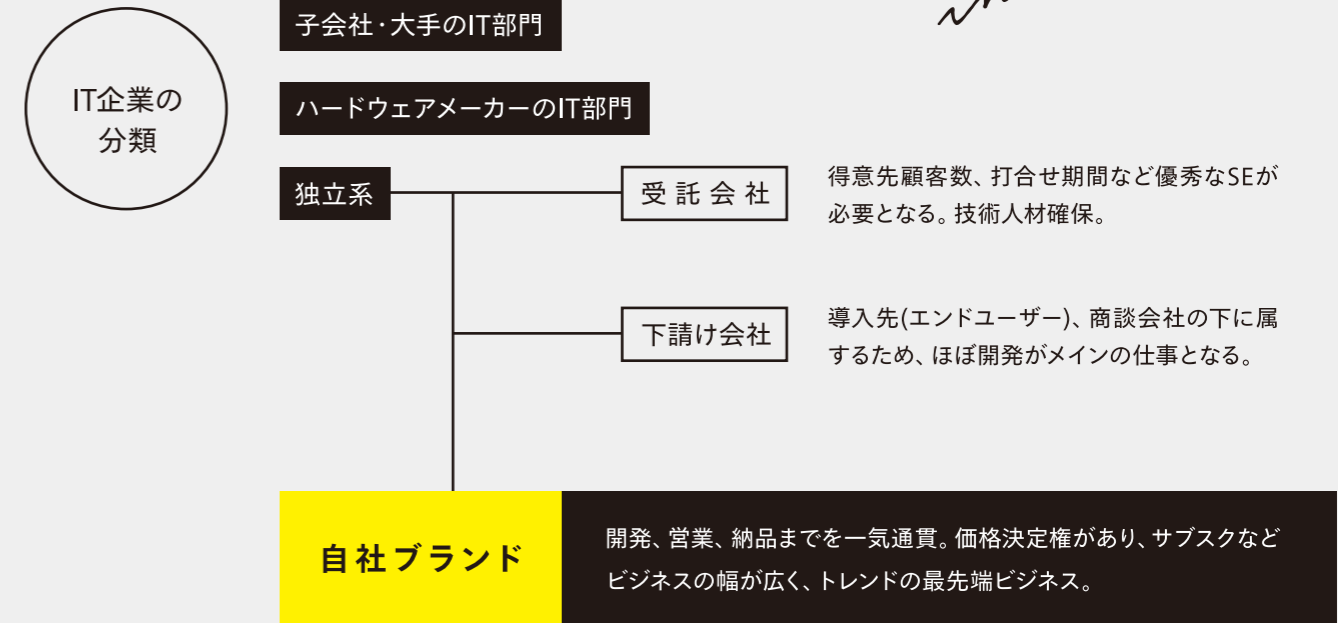 子会社・大手のIT部門
IT企業の
分類
ハードウェアメーカーのIT部門
独立系
受託会社
得意先顧客数、打合せ期間など優秀なSEが
必要となる。技術人材確保。
下請け会社
導入先(エンドユーザー)、商談会社の下に属
するため、ほぼ開発がメインの仕事となる。
自社ブランド
開発、営業、納品までを一気通貫。価格決定権があり、サブスクなど
ビジネスの幅が広く、トレンドの最先端ビジネス。